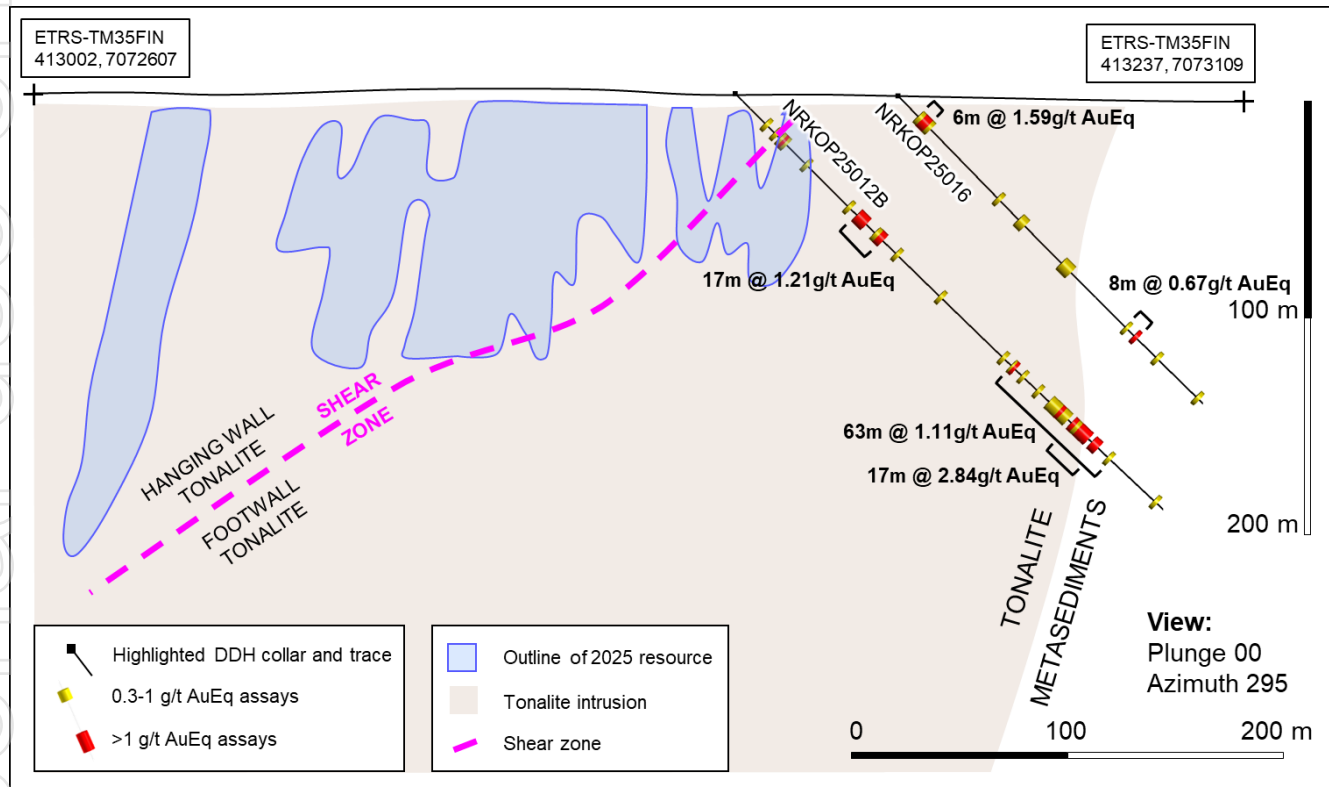 ETRS-TM35FIN
413002, 7072607
ETRS-TM35FIN
413237, 7073109
NRKOP25012B
NRKOP25016
6m @ 1.59g/t AuEq
17m @ 1.21g/t AuEq
8m @ 0.67g/t AuEq
100 m
63m @ 1.11g/t AuEq
17m @ 2.84g/t AuEq
200 m
SHEAR
ZONE
HANGING WALL
TONALITE
FOOTWALL
TONALITE
TONALITE
METASEDIMENTS
View:
Plunge 00
Azimuth 295
0 100 200 m
Highlighted DDH collar and trace
0.3-1 g/t AuEq assays
>1 g/t AuEq assays
Outline of 2025 resource
Tonalite intrusion
Shear zone